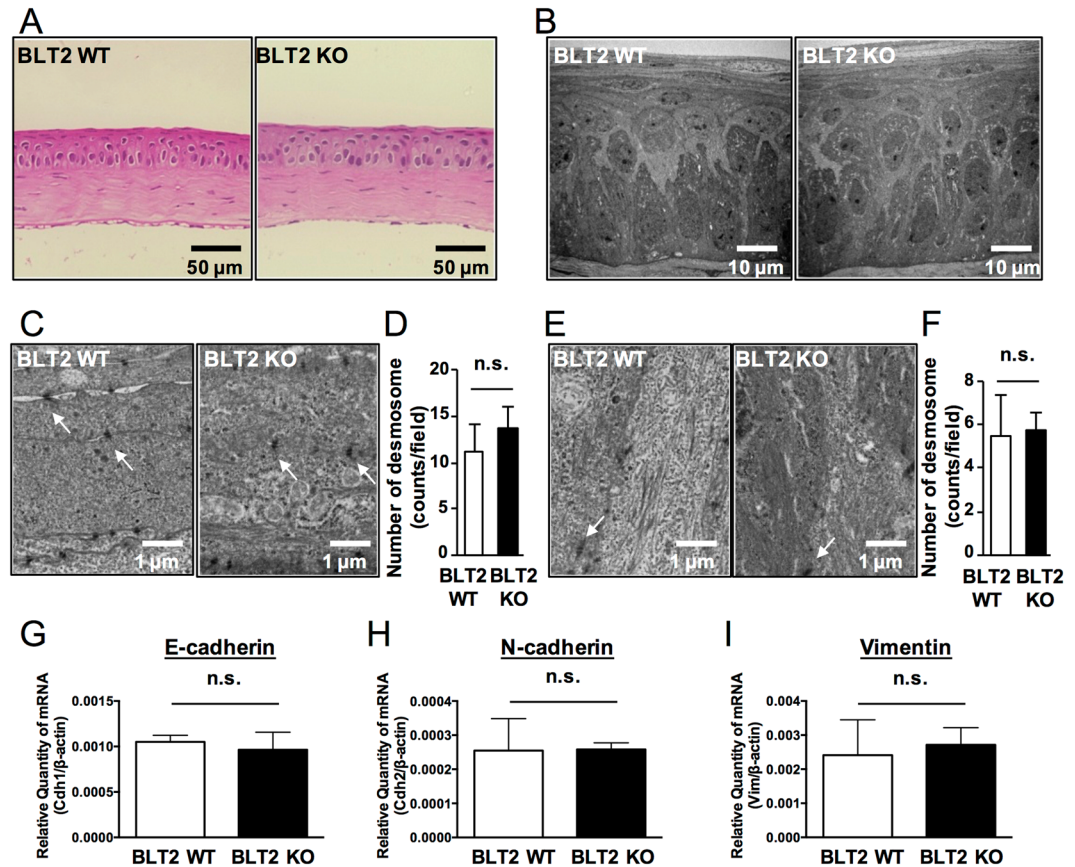 A
BLT2 WT
BLT2 KO
50 µm
50 µm
B
BLT2 WT
BLT2 KO
10 µm
10 µm
C
BLT2 WT
BLT2 KO
1 µm
1 µm
D
Number of desmosome
(counts/field)
20
15
10
5
0
n.s.
BLT2 BLT2
WT KO
E
BLT2 WT
BLT2 KO
1 µm
1 µm
F
Number of desmosome
(counts/field)
8
6
4
2
0
n.s.
BLT2 BLT2
WT KO
G
E-cadherin
n.s.
Relative Quantity of mRNA
(Cdh1/β-actin)
0.0015
0.0010
0.0005
0.0000
BLT2 WT BLT2 KO
H
N-cadherin
n.s.
Relative Quantity of mRNA
(Cdh2/β-actin)
0.0004
0.0003
0.0002
0.0001
0.0000
BLT2 WT BLT2 KO
I
Vimentin
n.s.
Relative Quantity of mRNA
(Vim/β-actin)
0.004
0.003
0.002
0.001
0.000
BLT2 WT BLT2 KO